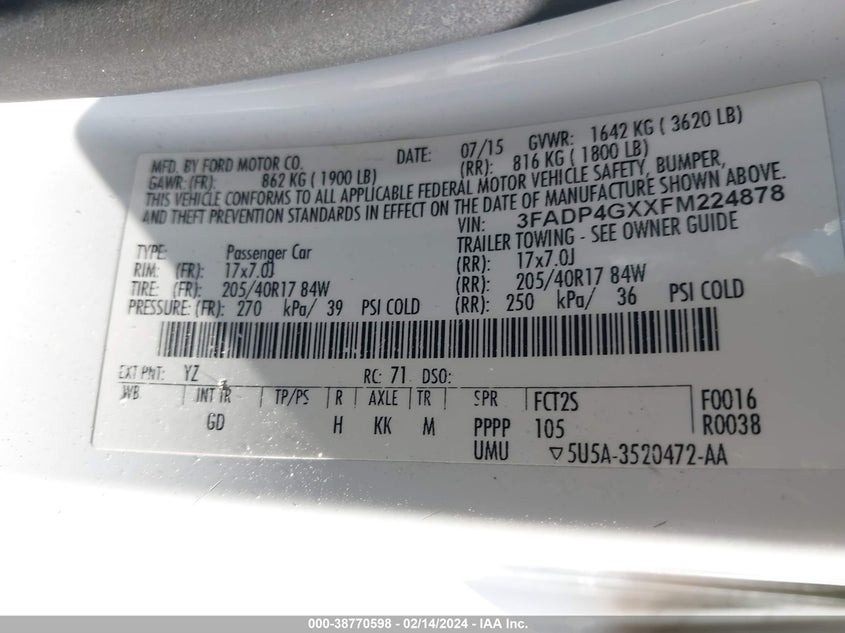 MFD. BY FORD MOTOR CO. DATE: 07/15 GVWR: 1642 KG ( 3620 LB)
GAWR: (FR): 862 KG ( 1900 LB) (RR): 816 KG ( 1800 LB)
THIS VEHICLE CONFORMS TO ALL APPLICABLE FEDERAL MOTOR VEHICLE SAFETY, BUMPER,
AND THEFT PREVENTION STANDARDS IN EFFECT ON THE DATE OF MANUFACTURE SHOWN ABOVE.
VIN: 3FADP4GXXFM224878
TYPE: Passenger Car TRAILER TOWING - SEE OWNER GUIDE
RIM: (FR): 17x7.0J (RR): 17x7.0J
TIRE: (FR): 205/40R17 84W (RR): 205/40R17 84W
PRESSURE: (FR): 270 kPa/ 39 PSI COLD (RR): 250 kPa/ 36 PSI COLD
EXT PNT: YZ RC: 71 DSO:
WB INT TR TP/PS R AXLE TR SPR FCT2S F0016
GD H KK M PPPP 105 R0038
UMU ▽5U5A-3520472-AA
000-38770598 - 02/14/2024 - IAA Inc.